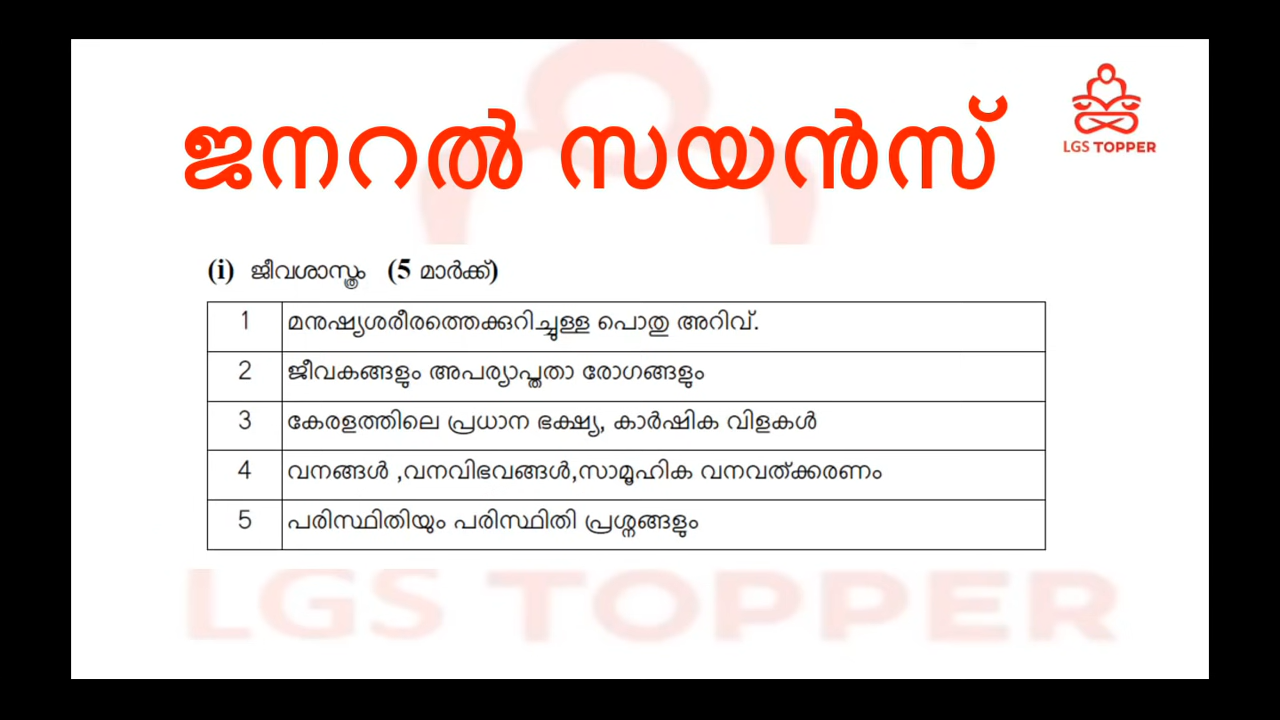 ജനറൽ സയൻസ്
LGS TOPPER
(i) ജീവശാസ്ത്രം (5 മാർക്ക്)
1 മനുഷ്യശരീരത്തെക്കുറിച്ചുള്ള പൊതു അറിവ്.
2 ജീവകങ്ങളും അപര്യാപ്തതാ രോഗങ്ങളും
3 കേരളത്തിലെ പ്രധാന ഭക്ഷ്യ, കാർഷിക വിളകൾ
4 വനങ്ങൾ ,വനവിഭവങ്ങൾ,സാമൂഹിക വനവത്ക്കരണം
5 പരിസ്ഥിതിയും പരിസ്ഥിതി പ്രശ്നങ്ങളും
LGS TOPPER